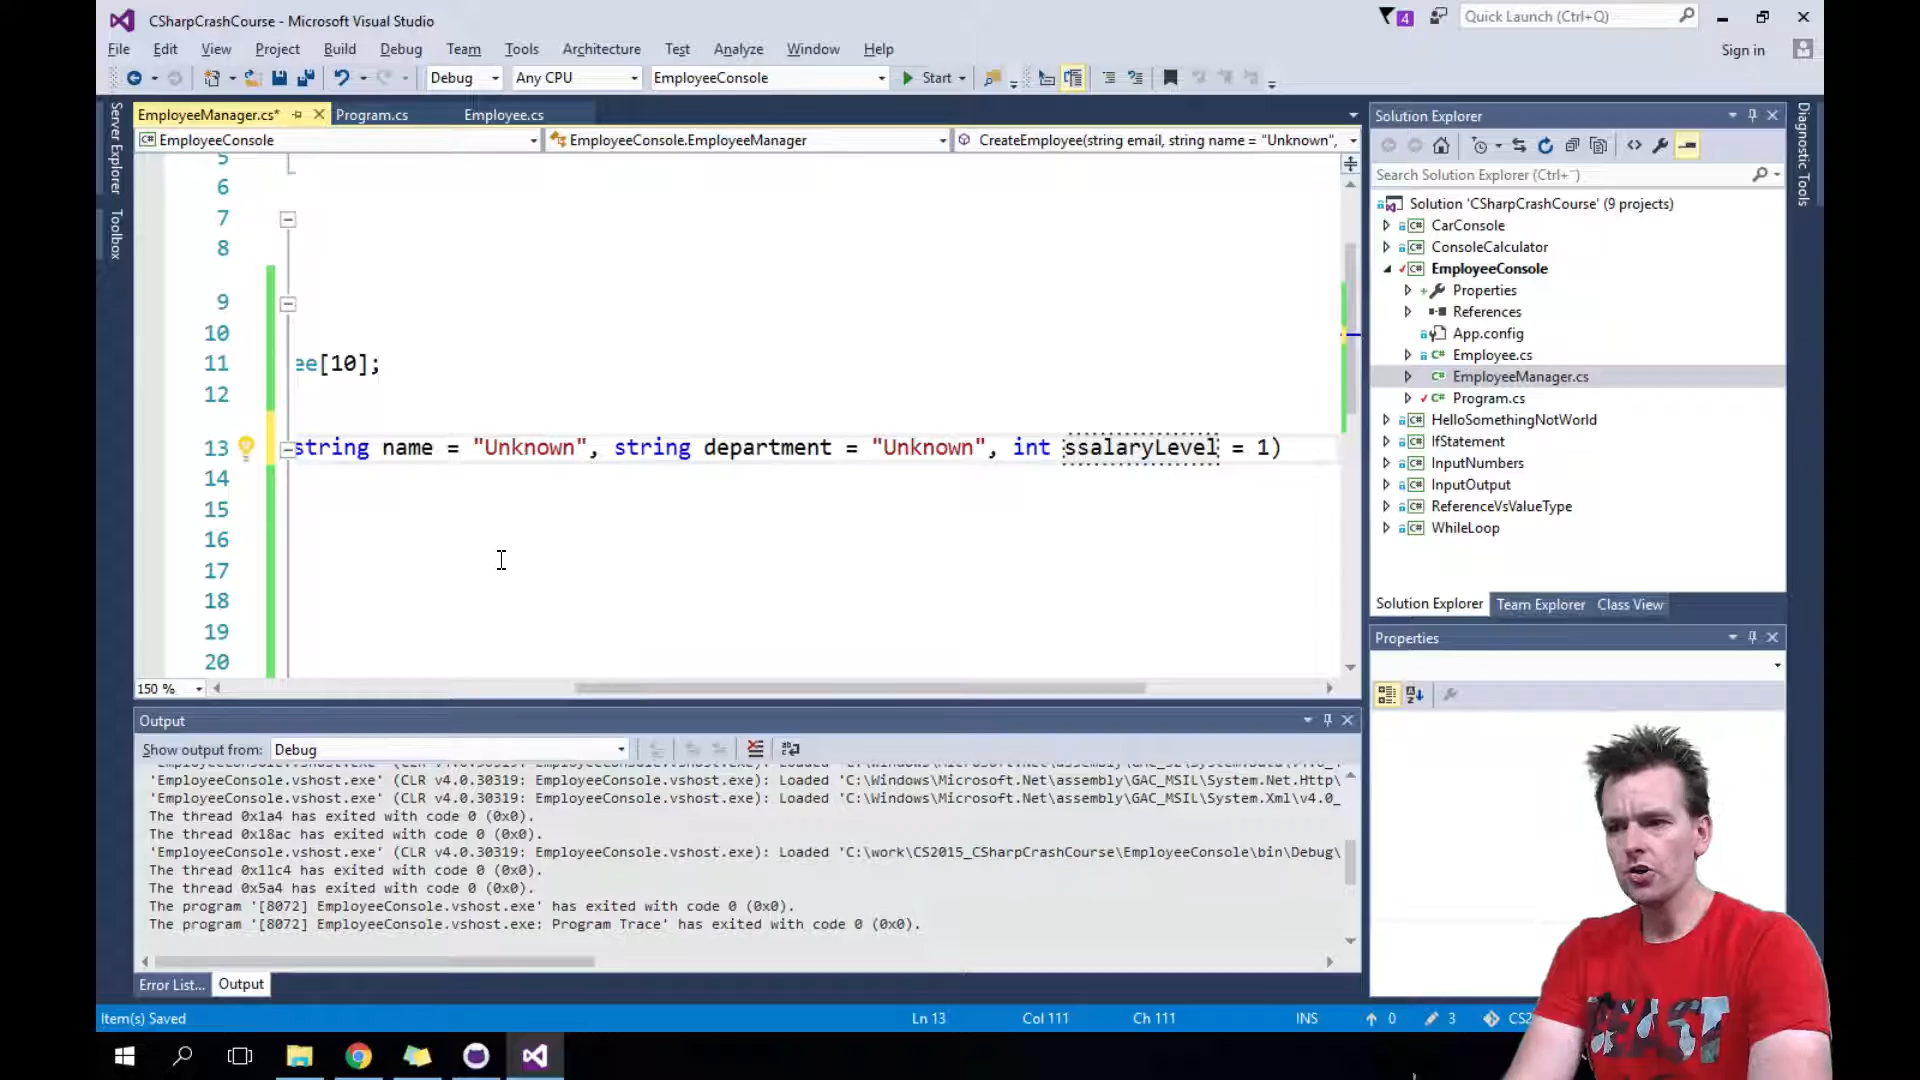 CSharpCrashCourse - Microsoft Visual Studio
4
Quick Launch (Ctrl+Q)
File Edit View Project Build Debug Team Tools Architecture Test Analyze Window Help
Sign in
Debug Any CPU EmployeeConsole Start
Server Explorer
Toolbox
EmployeeManager.cs* Program.cs Employee.cs
EmployeeConsole EmployeeConsole.EmployeeManager CreateEmployee(string email, string name = "Unknown",
5
6
7
8
9
10
11 ee[10];
12
13 string name = "Unknown", string department = "Unknown", int ssalaryLevel = 1)
14
15
16
17
18
19
20
150 %
Solution Explorer
Search Solution Explorer (Ctrl+¨)
Solution 'CSharpCrashCourse' (9 projects)
CarConsole
ConsoleCalculator
EmployeeConsole
Properties
References
App.config
Employee.cs
EmployeeManager.cs
Program.cs
HelloSomethingNotWorld
IfStatement
InputNumbers
InputOutput
ReferenceVsValueType
WhileLoop
Solution Explorer Team Explorer Class View
Properties
Diagnostic Tools
Output
Show output from: Debug
'EmployeeConsole.vshost.exe' (CLR v4.0.30319: EmployeeConsole.vshost.exe): Loaded 'C:\Windows\Microsoft.Net\assembly\GAC_MSIL\System.Net.Http\
'EmployeeConsole.vshost.exe' (CLR v4.0.30319: EmployeeConsole.vshost.exe): Loaded 'C:\Windows\Microsoft.Net\assembly\GAC_MSIL\System.Xml\v4.0_
The thread 0x1a4 has exited with code 0 (0x0).
The thread 0x18ac has exited with code 0 (0x0).
'EmployeeConsole.vshost.exe' (CLR v4.0.30319: EmployeeConsole.vshost.exe): Loaded 'C:\work\CS2015_CSharpCrashCourse\EmployeeConsole\bin\Debug\
The thread 0x11c4 has exited with code 0 (0x0).
The thread 0x5a4 has exited with code 0 (0x0).
The program '[8072] EmployeeConsole.vshost.exe' has exited with code 0 (0x0).
The program '[8072] EmployeeConsole.vshost.exe: Program Trace' has exited with code 0 (0x0).
Error List... Output
Item(s) Saved Ln 13 Col 111 Ch 111 INS 0 3 CS2